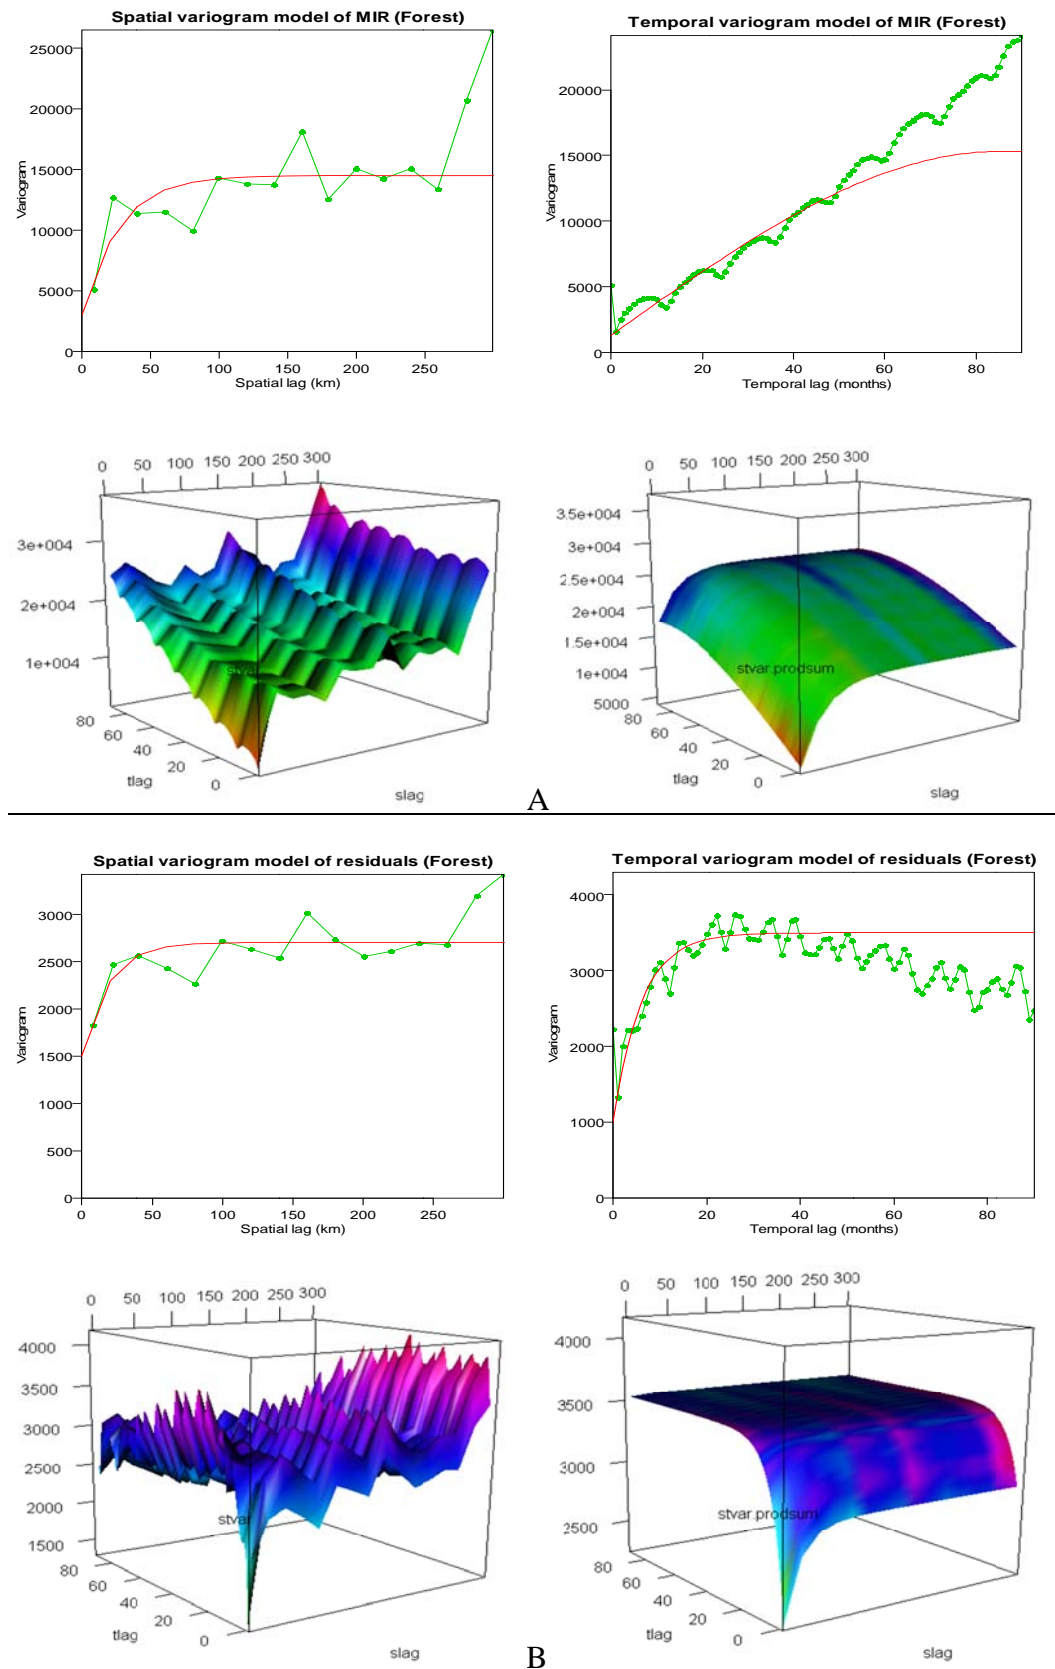 Spatial variogram model of MIR (Forest)
Temporal variogram model of MIR (Forest)
25000
20000
15000
10000
5000
0
Variogram
0 50 100 150 200 250
Spatial lag (km)
20000
15000
10000
5000
0
Variogram
0 20 40 60 80
Temporal lag (months)
0 50 100 150 200 250 300
3e+004
2e+004
1e+004
stvar
80
60
40
20
0
tlag
slag
0 50 100 150 200 250 300
3.5e+004
3e+004
2.5e+004
2e+004
1.5e+004
1e+004
5000
stvar.prodsum
80
60
40
20
0
tlag
slag
A
Spatial variogram model of residuals (Forest)
Temporal variogram model of residuals (Forest)
3000
2500
2000
1500
1000
500
0
Variogram
0 50 100 150 200 250
Spatial lag (km)
4000
3000
2000
1000
0
Variogram
0 20 40 60 80
Temporal lag (months)
0 50 100 150 200 250 300
4000
3500
3000
2500
2000
1500
stvar
80
60
40
20
0
tlag
slag
0 50 100 150 200 250 300
4000
3500
3000
2500
stvar.prodsum
80
60
40
20
0
tlag
slag
B